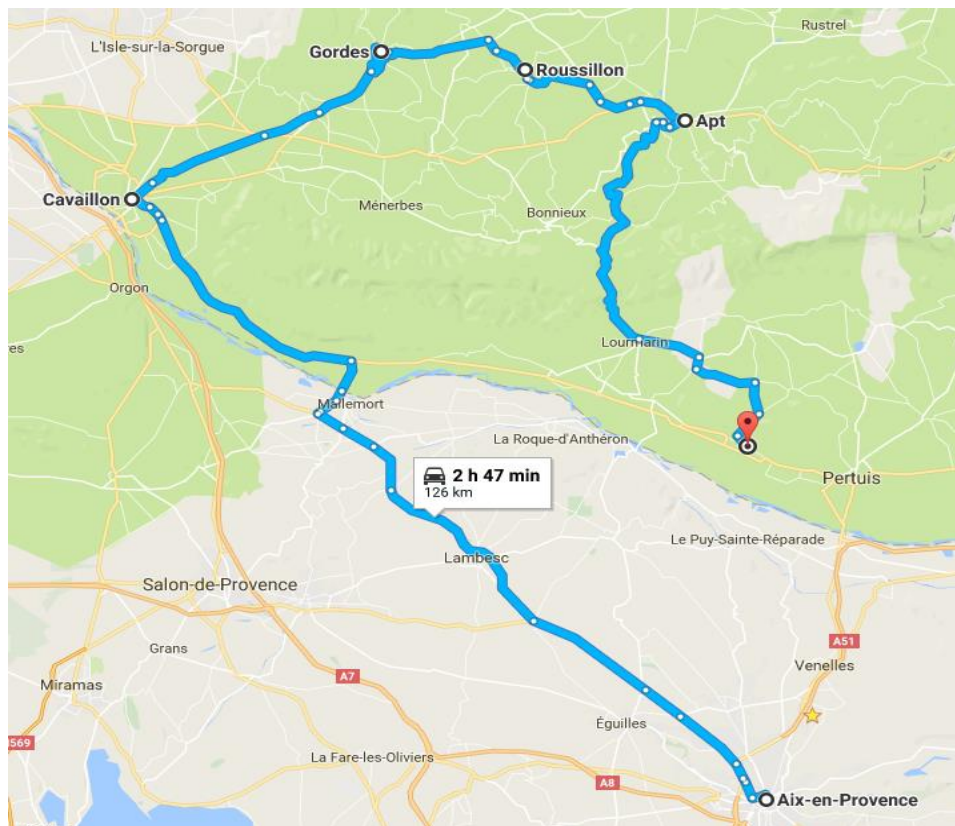 Rustrel
L'Isle-sur-la-Sorgue
Gordes
Roussillon
Apt
Cavaillon
Ménerbes
Bonnieux
Orgon
es
Lourmarin
Mallemort
La Roque-d'Anthéron
2 h 47 min
126 km
Pertuis
Le Puy-Sainte-Réparade
Lambesc
Salon-de-Provence
A51
Grans
Venelles
A7
Miramas
Éguilles
N569
La Fare-les-Oliviers
A8
Aix-en-Provence